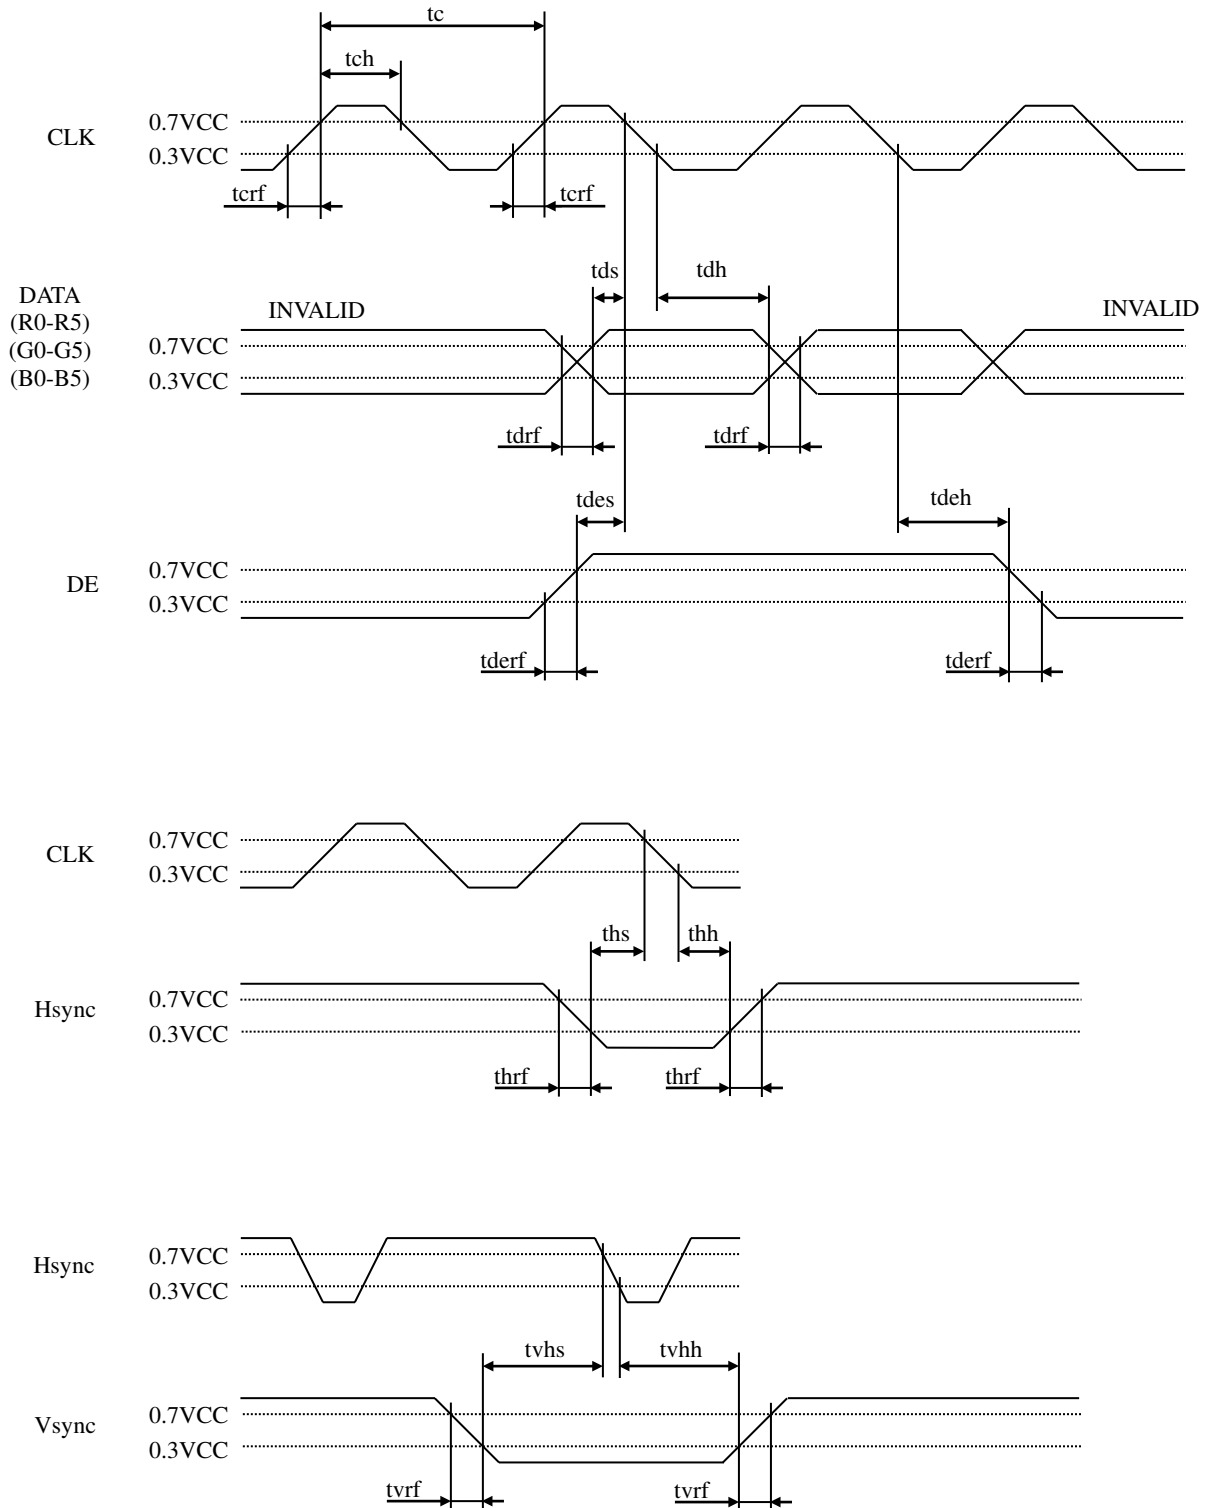 tc
tch
CLK
0.7VCC
0.3VCC
tcrf
tcrf
tds
tdh
DATA
(R0-R5)
(G0-G5)
(B0-B5)
INVALID
INVALID
0.7VCC
0.3VCC
tdrf
tdrf
tdes
tdeh
DE
0.7VCC
0.3VCC
tderf
tderf
CLK
0.7VCC
0.3VCC
ths
thh
Hsync
0.7VCC
0.3VCC
thrf
thrf
Hsync
0.7VCC
0.3VCC
tvhs
tvhh
Vsync
0.7VCC
0.3VCC
tvrf
tvrf